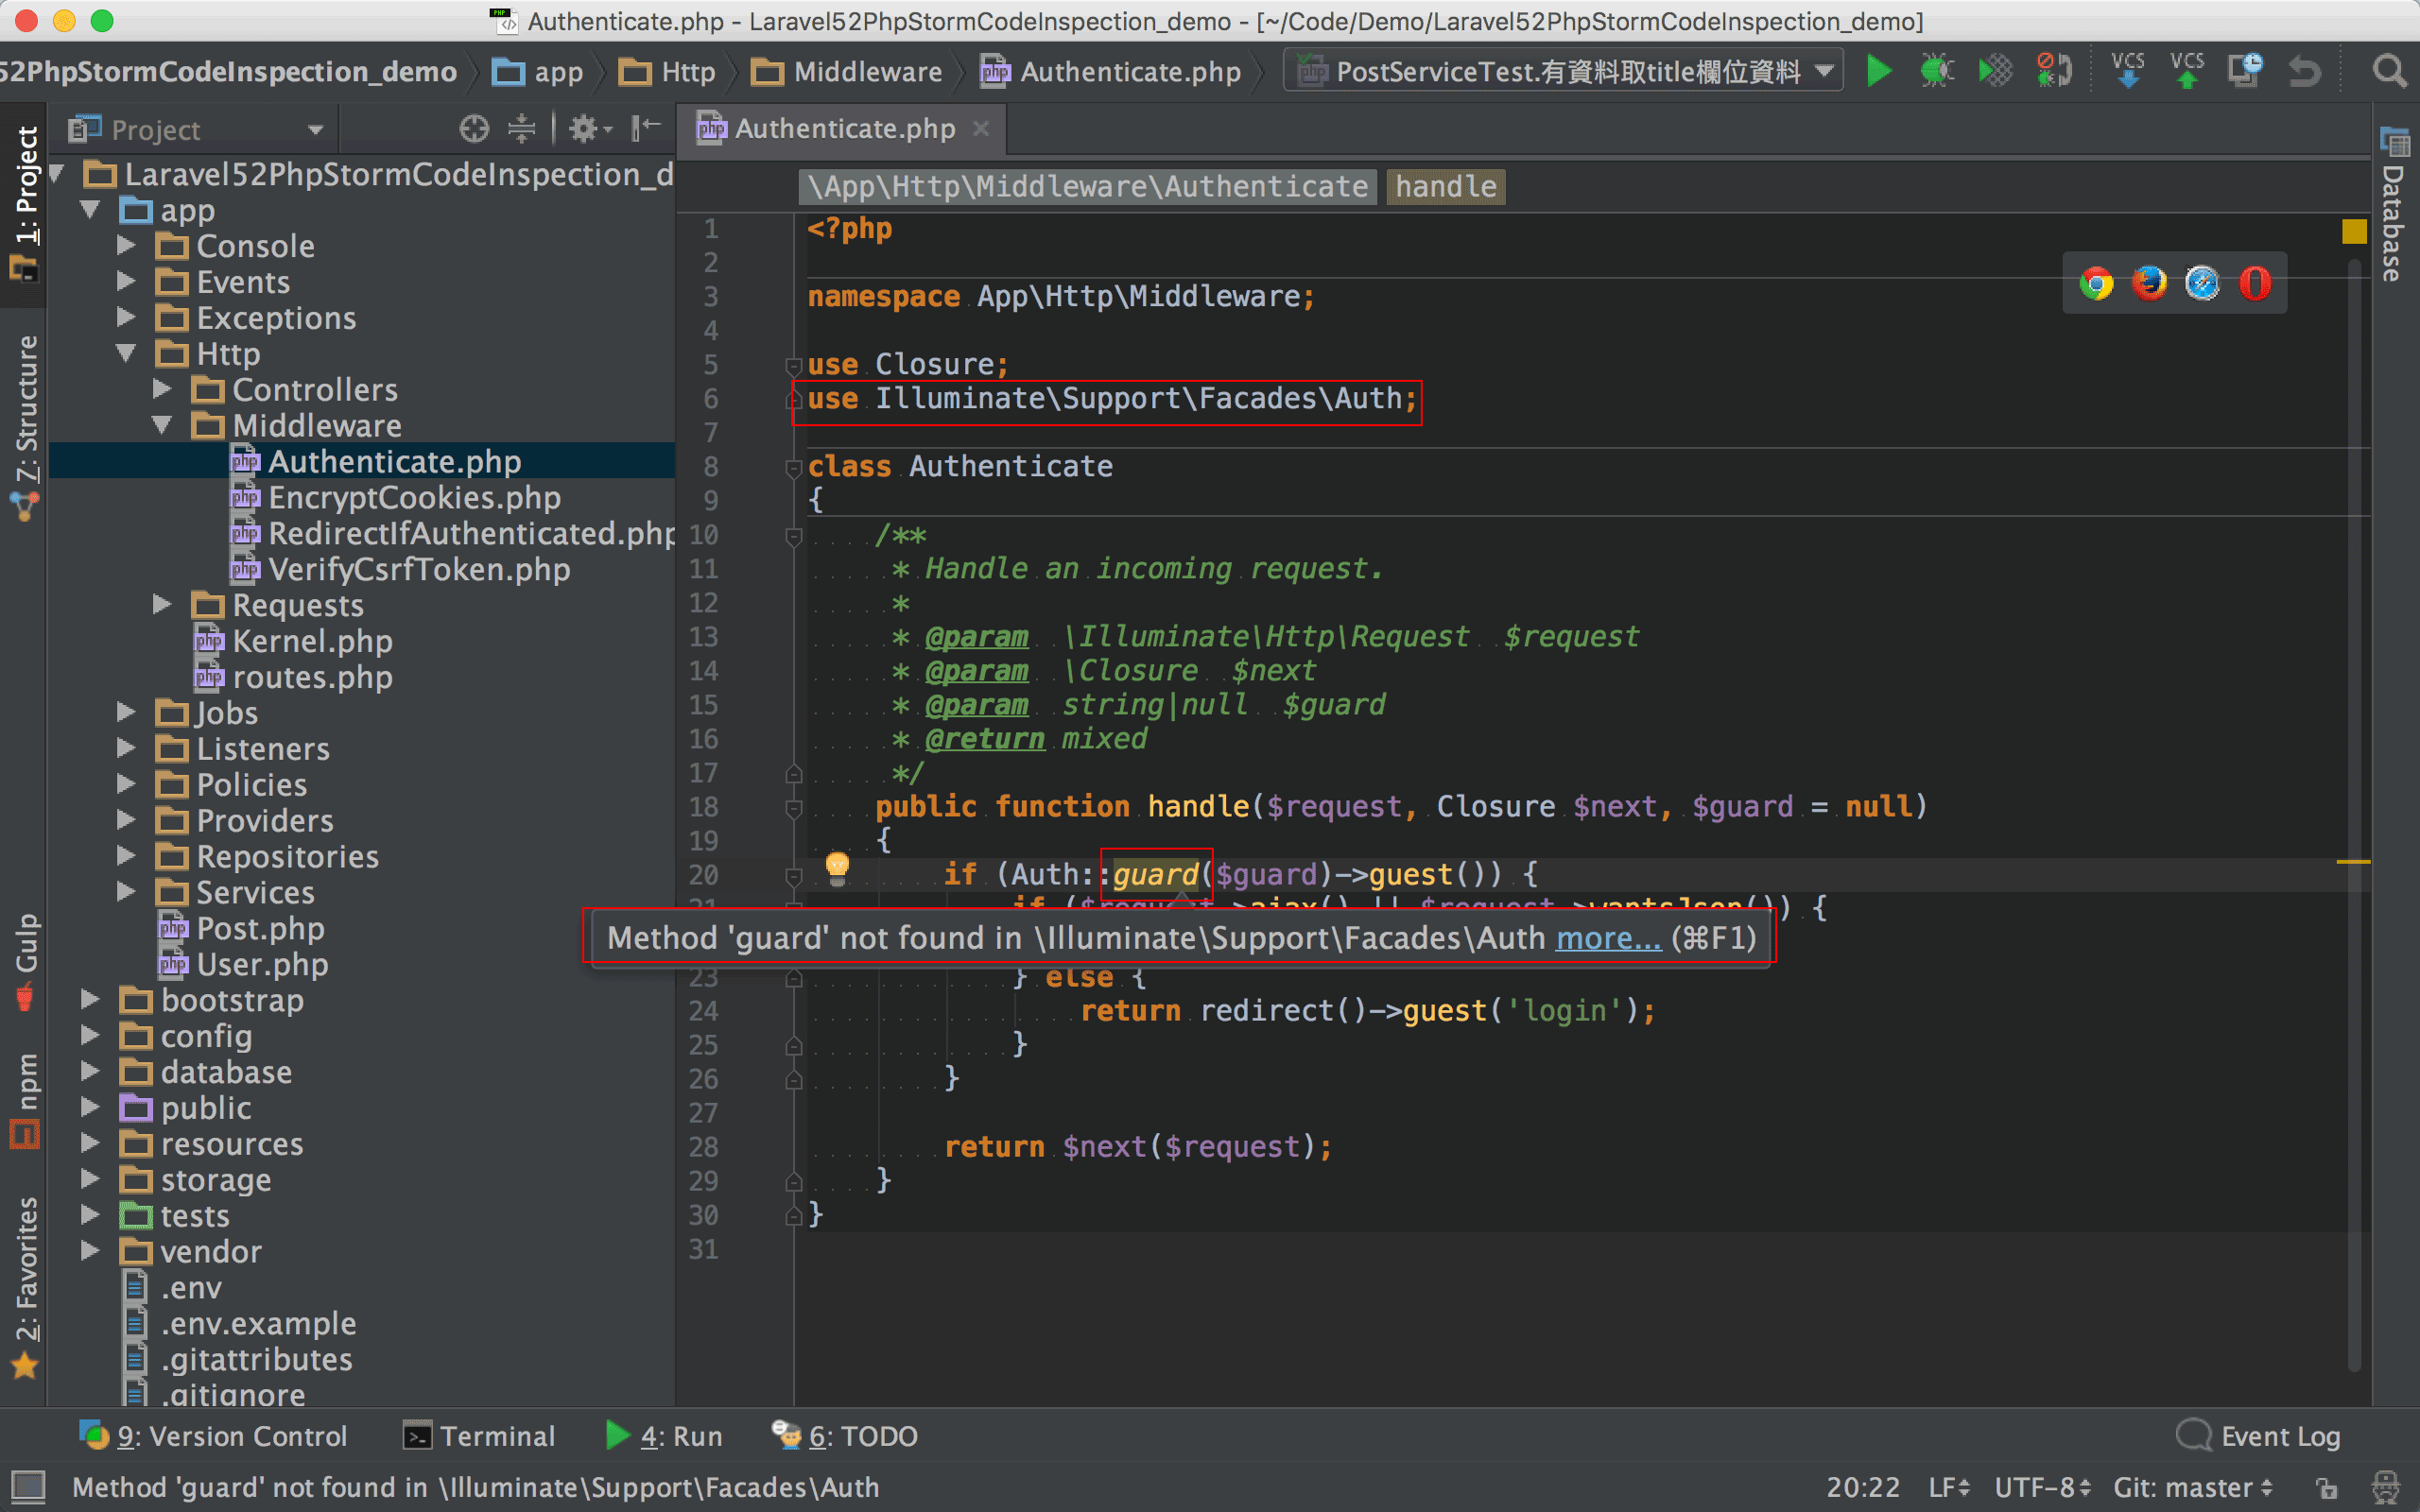 Authenticate.php - Laravel52PhpStormCodeInspection_demo - [~/Code/Demo/Laravel52PhpStormCodeInspection_demo]
52PhpStormCodeInspection_demo app Http Middleware Authenticate.php PostServiceTest.有資料取title欄位資料 VCS VCS
1: Project
7: Structure
Gulp
npm
2: Favorites
Project
Laravel52PhpStormCodeInspection_d
app
Console
Events
Exceptions
Http
Controllers
Middleware
Authenticate.php
EncryptCookies.php
RedirectIfAuthenticated.php
VerifyCsrfToken.php
Requests
Kernel.php
routes.php
Jobs
Listeners
Policies
Providers
Repositories
Services
Post.php
User.php
bootstrap
config
database
public
resources
storage
tests
vendor
.env
.env.example
.gitattributes
.gitignore
Authenticate.php
\App\Http\Middleware\Authenticate handle
1 <?php
2
3 namespace App\Http\Middleware;
4
5 use Closure;
6 use Illuminate\Support\Facades\Auth;
7
8 class Authenticate
9 {
10 /**
11 * Handle an incoming request.
12 *
13 * @param \Illuminate\Http\Request $request
14 * @param \Closure $next
15 * @param string|null $guard
16 * @return mixed
17 */
18 public function handle($request, Closure $next, $guard = null)
19 {
20 if (Auth::guard($guard)->guest()) {
21 if ($request->ajax() || $request->wantsJson()) {
Method 'guard' not found in \Illuminate\Support\Facades\Auth more... (⌘F1)
23 } else {
24 return redirect()->guest('login');
25 }
26 }
27
28 return $next($request);
29 }
30 }
31
Database
9: Version Control Terminal 4: Run 6: TODO Event Log
Method 'guard' not found in \Illuminate\Support\Facades\Auth 20:22 LF UTF-8 Git: master